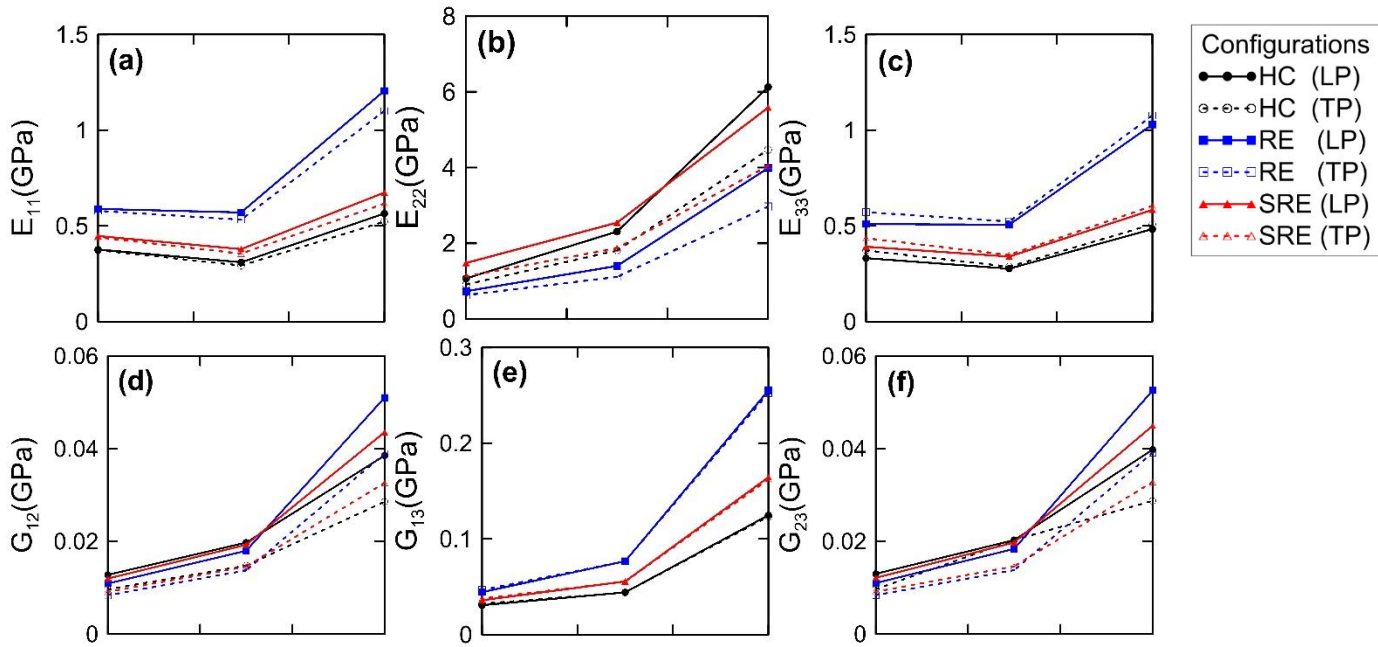 (a)
E11(GPa)
1.5
1
0.5
0
(b)
E22(GPa)
8
6
4
2
0
(c)
E33(GPa)
1.5
1
0.5
0
Configurations
HC (LP)
HC (TP)
RE (LP)
RE (TP)
SRE (LP)
SRE (TP)
(d)
G12(GPa)
0.06
0.04
0.02
0
(e)
G13(GPa)
0.3
0.2
0.1
0
(f)
G23(GPa)
0.06
0.04
0.02
0